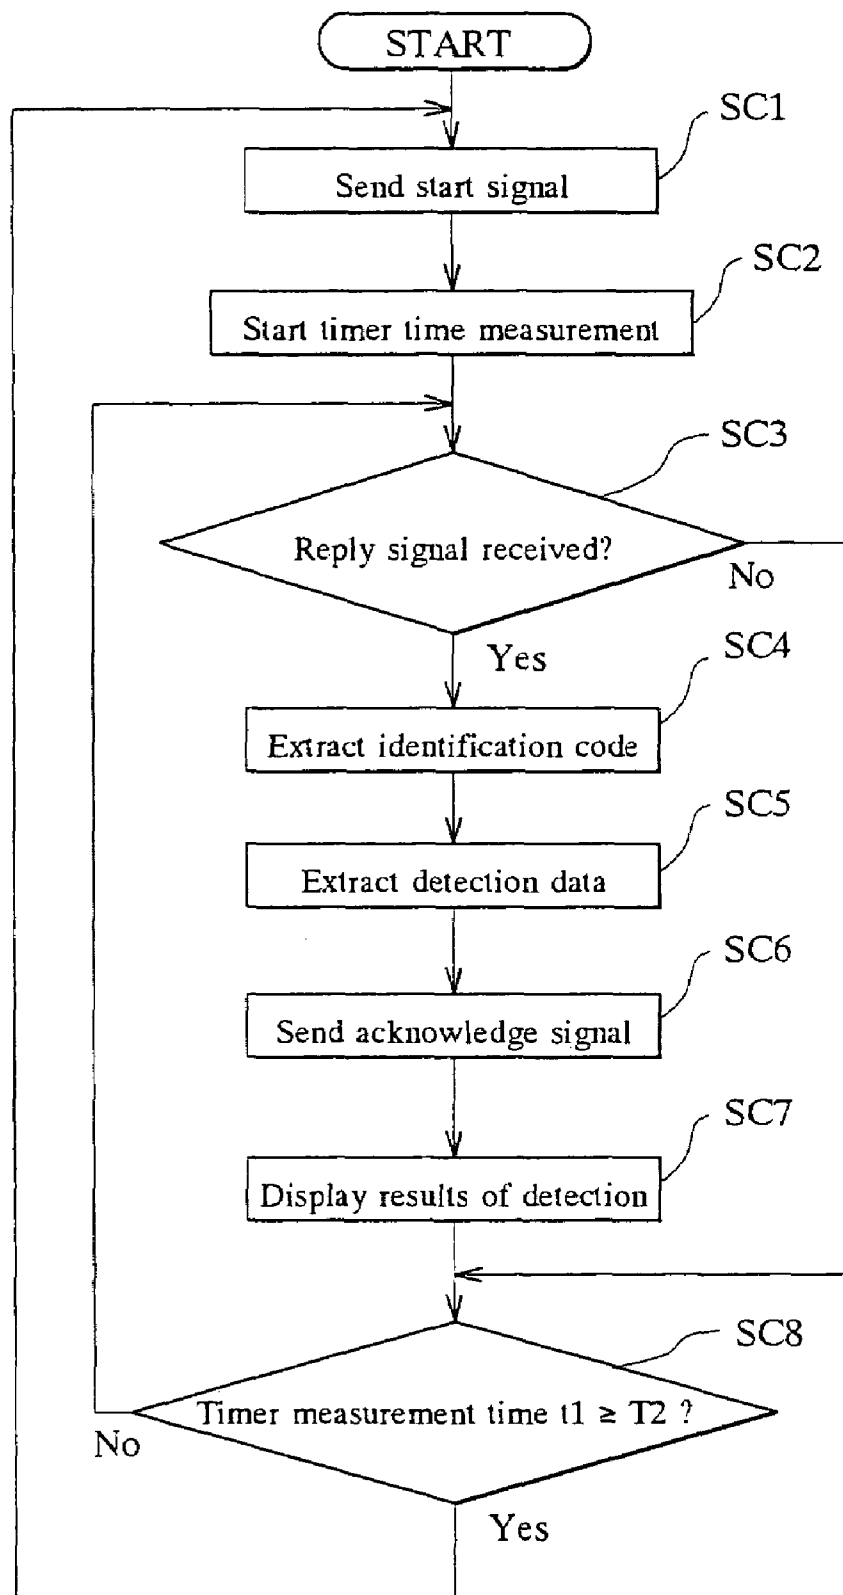 START
SC1
Send start signal
SC2
Start timer time measurement
SC3
Reply signal received?
No
Yes
SC4
Extract identification code
SC5
Extract detection data
SC6
Send acknowledge signal
SC7
Display results of detection
SC8
Timer measurement time t1 ≥ T2 ?
No
Yes